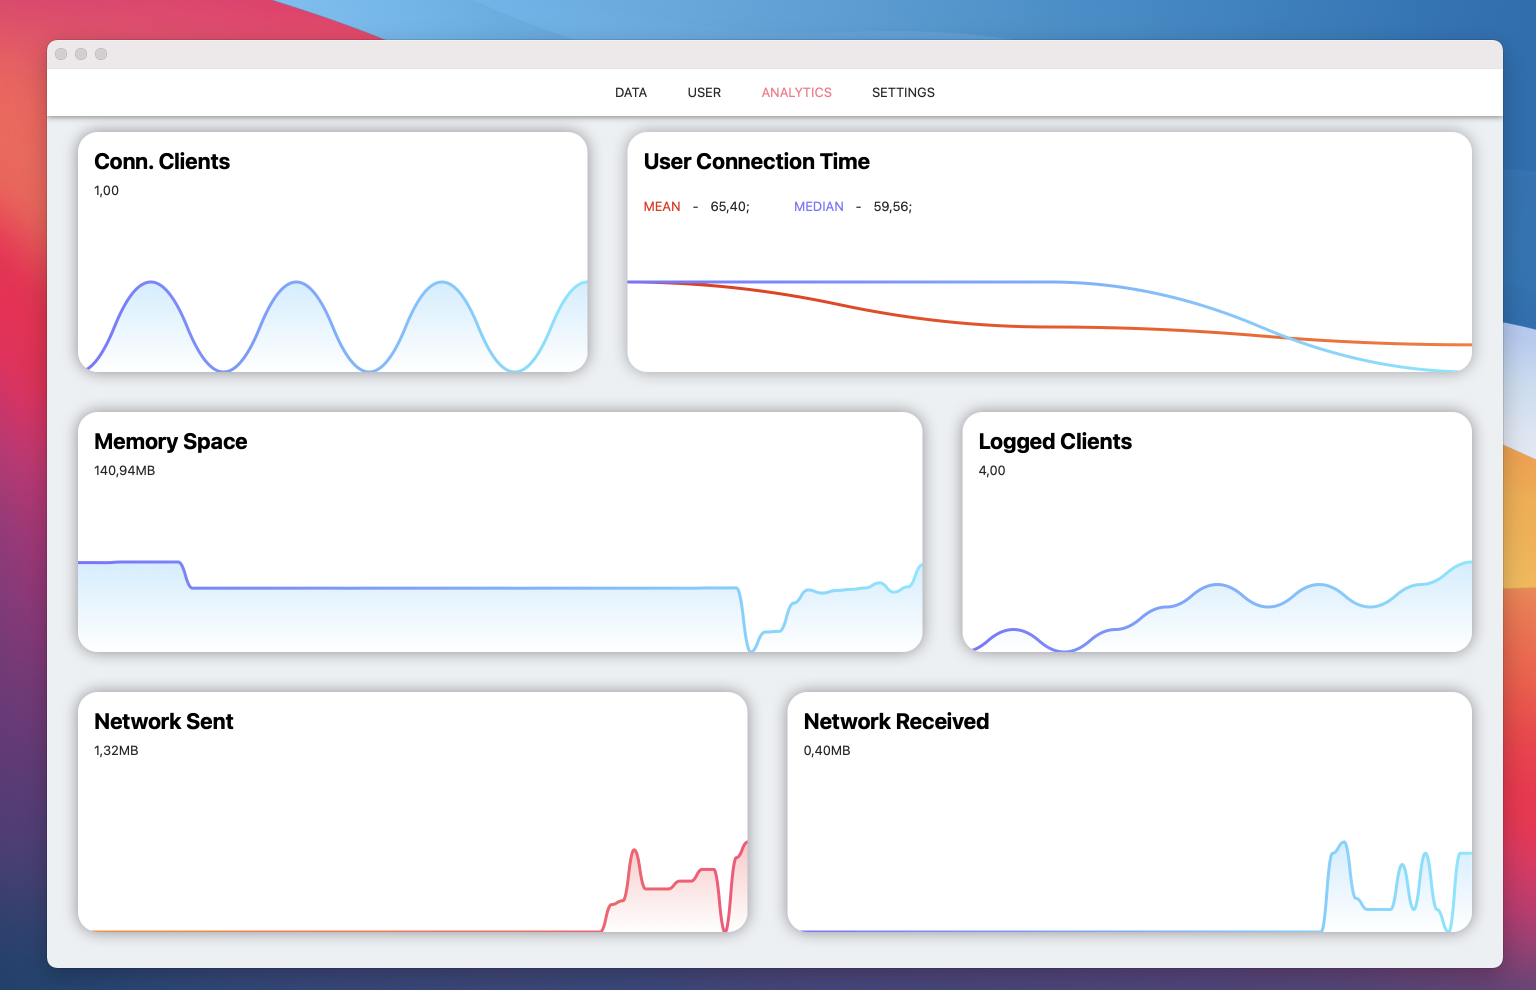 DATA USER ANALYTICS SETTINGS
Conn. Clients
1,00
User Connection Time
MEAN - 65,40; MEDIAN - 59,56;
Memory Space
140,94MB
Logged Clients
4,00
Network Sent
1,32MB
Network Received
0,40MB